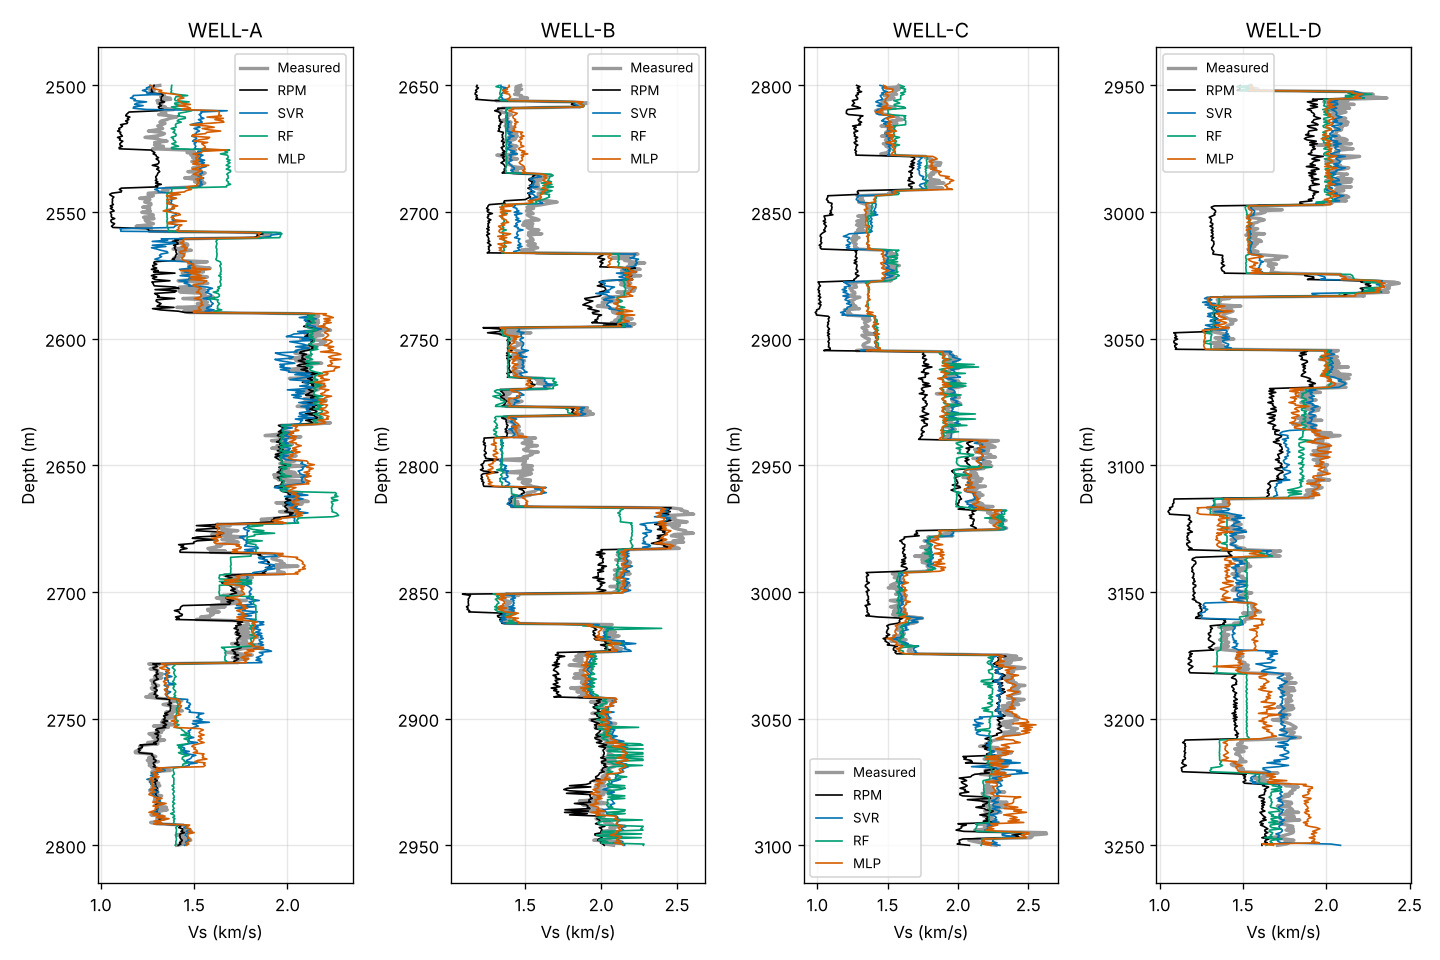 WELL-A
WELL-B
WELL-C
WELL-D
Depth (m)
2500
2550
2600
2650
2700
2750
2800
1.0
1.5
2.0
Vs (km/s)
Measured
RPM
SVR
RF
MLP
Depth (m)
2650
2700
2750
2800
2850
2900
2950
1.5
2.0
2.5
Vs (km/s)
Measured
RPM
SVR
RF
MLP
Depth (m)
2800
2850
2900
2950
3000
3050
3100
1.0
1.5
2.0
2.5
Vs (km/s)
Measured
RPM
SVR
RF
MLP
Depth (m)
2950
3000
3050
3100
3150
3200
3250
1.0
1.5
2.0
2.5
Vs (km/s)
Measured
RPM
SVR
RF
MLP